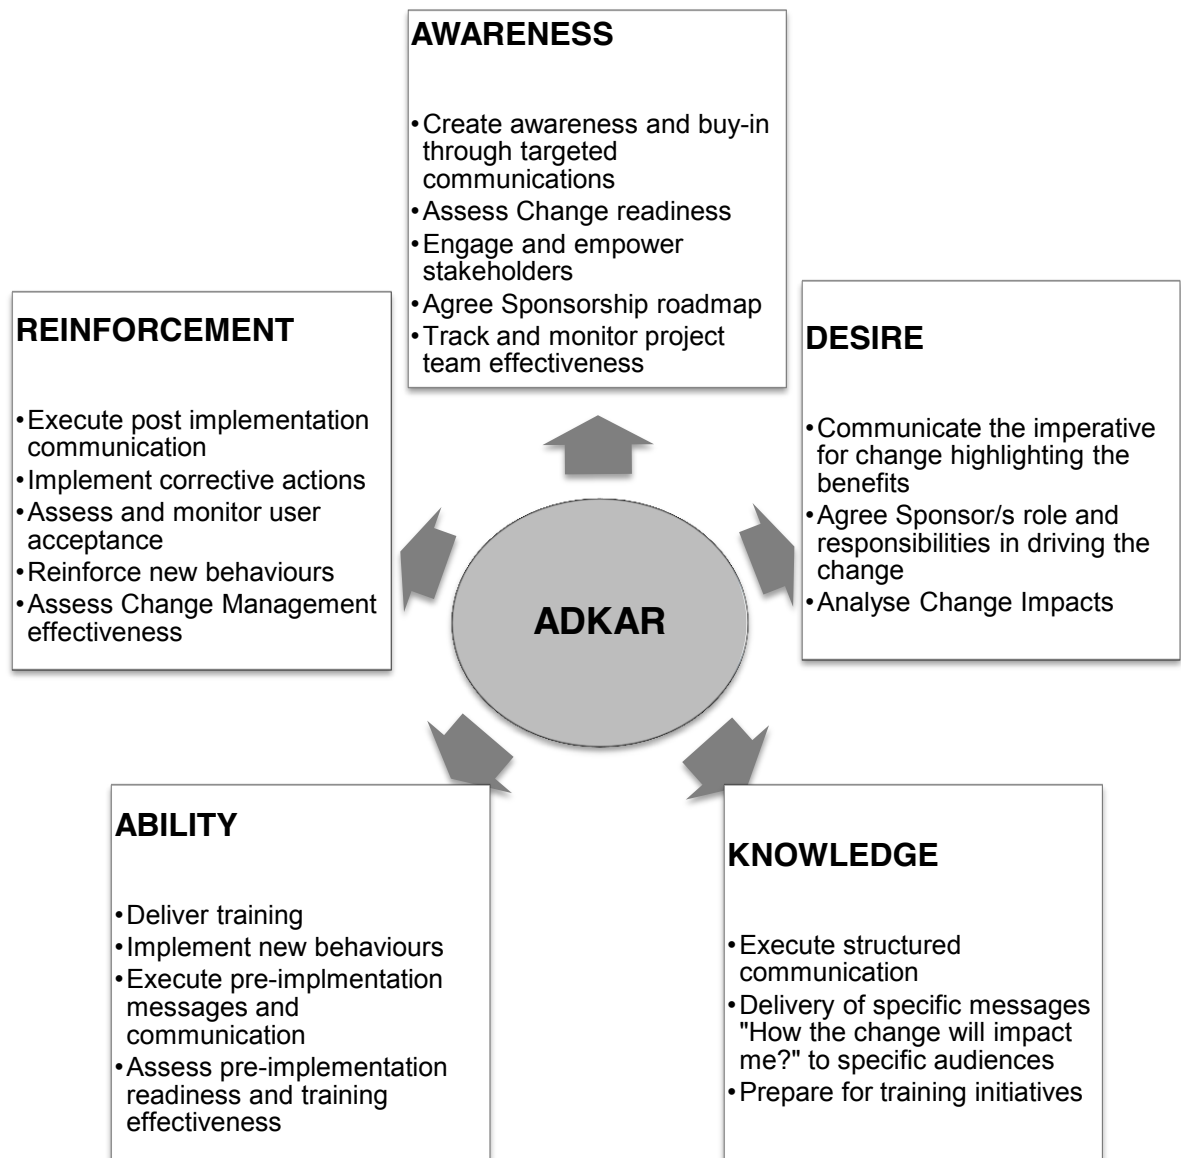 AWARENESS
•Create awareness and buy-in
through targeted
communications
•Assess Change readiness
•Engage and empower
stakeholders
•Agree Sponsorship roadmap
•Track and monitor project
team effectiveness
DESIRE
•Communicate the imperative
for change highlighting the
benefits
•Agree Sponsor/s role and
responsibilities in driving the
change
•Analyse Change Impacts
KNOWLEDGE
•Execute structured
communication
•Delivery of specific messages
"How the change will impact
me?" to specific audiences
•Prepare for training initiatives
ABILITY
•Deliver training
•Implement new behaviours
•Execute pre-implmentation
messages and
communication
•Assess pre-implementation
readiness and training
effectiveness
REINFORCEMENT
•Execute post implementation
communication
•Implement corrective actions
•Assess and monitor user
acceptance
•Reinforce new behaviours
•Assess Change Management
effectiveness
ADKAR